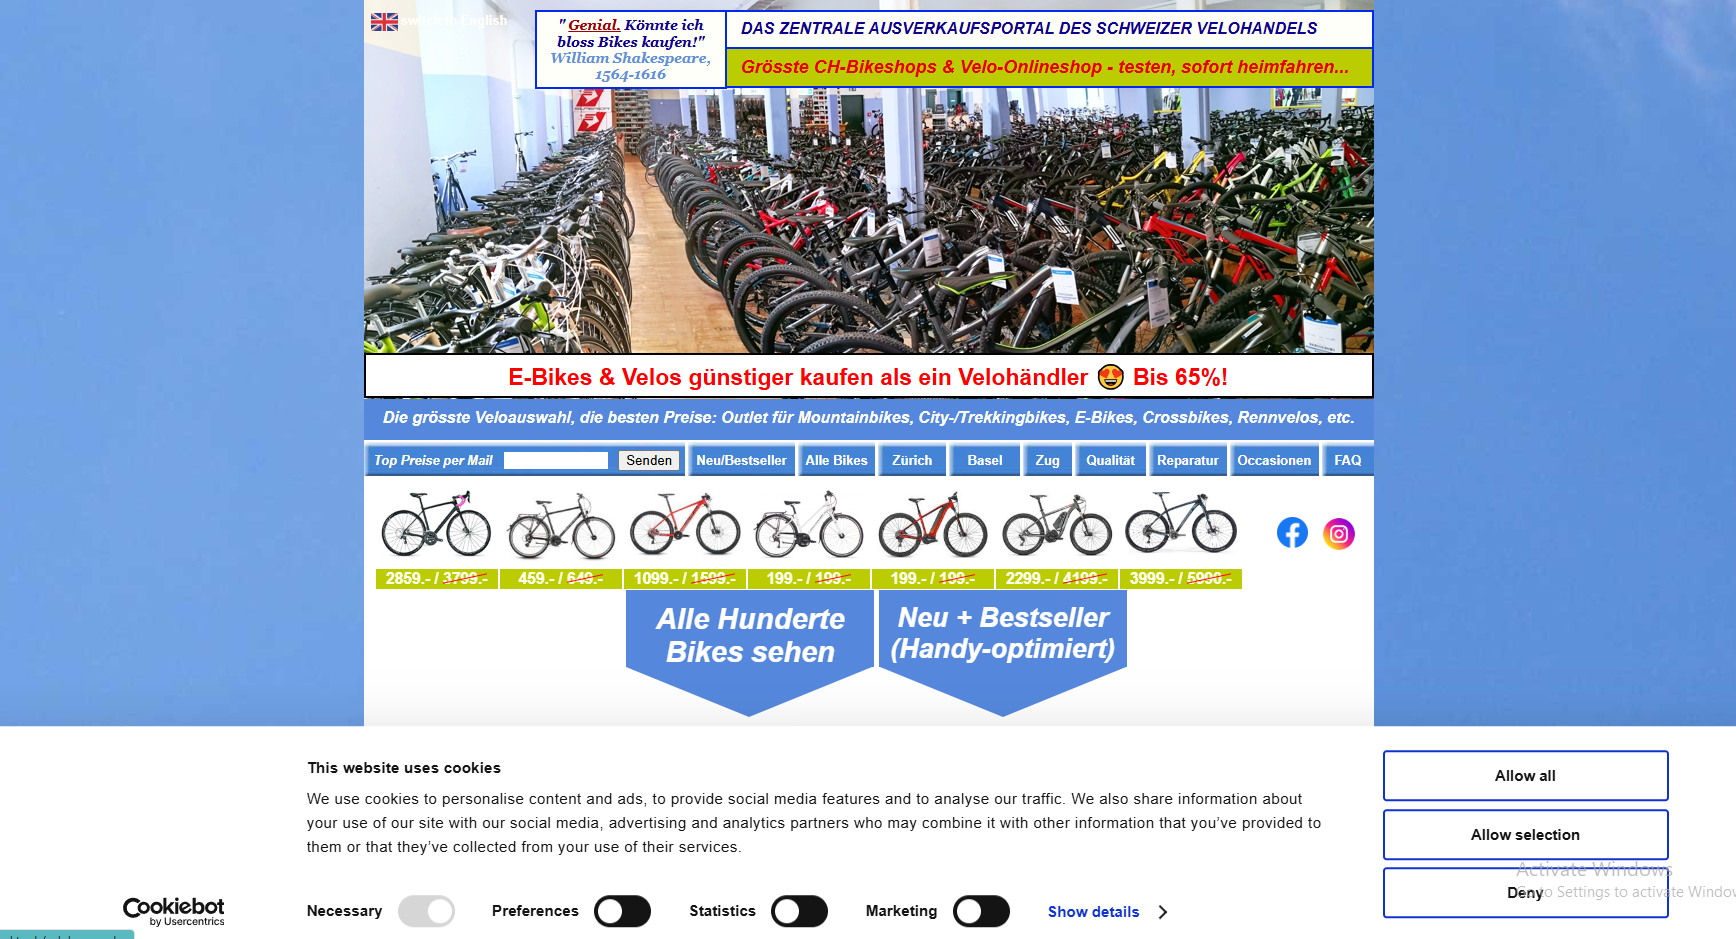 switch to English
" Genial. Könnte ich
bloss Bikes kaufen!"
William Shakespeare,
1564-1616
DAS ZENTRALE AUSVERKAUFSPORTAL DES SCHWEIZER VELOHANDELS
Grösste CH-Bikeshops & Velo-Onlineshop - testen, sofort heimfahren...
E-Bikes & Velos günstiger kaufen als ein Velohändler 😍 Bis 65%!
Die grösste Veloauswahl, die besten Preise: Outlet für Mountainbikes, City-/Trekkingbikes, E-Bikes, Crossbikes, Rennvelos, etc.
Top Preise per Mail Senden Neu/Bestseller Alle Bikes Zürich Basel Zug Qualität Reparatur Occasionen FAQ
2859.- / 3799.- 459.- / 649.- 1099.- / 1599.- 199.- / 199.- 199.- / 199.- 2299.- / 4199.- 3999.- / 5990.-
Alle Hunderte
Bikes sehen
Neu + Bestseller
(Handy-optimiert)
This website uses cookies
We use cookies to personalise content and ads, to provide social media features and to analyse our traffic. We also share information about
your use of our site with our social media, advertising and analytics partners who may combine it with other information that you've provided to
them or that they've collected from your use of their services.
Allow all
Allow selection
Deny
Activate Windows
Go to Settings to activate Window
Cookiebot
by Usercentrics
Necessary Preferences Statistics Marketing Show details